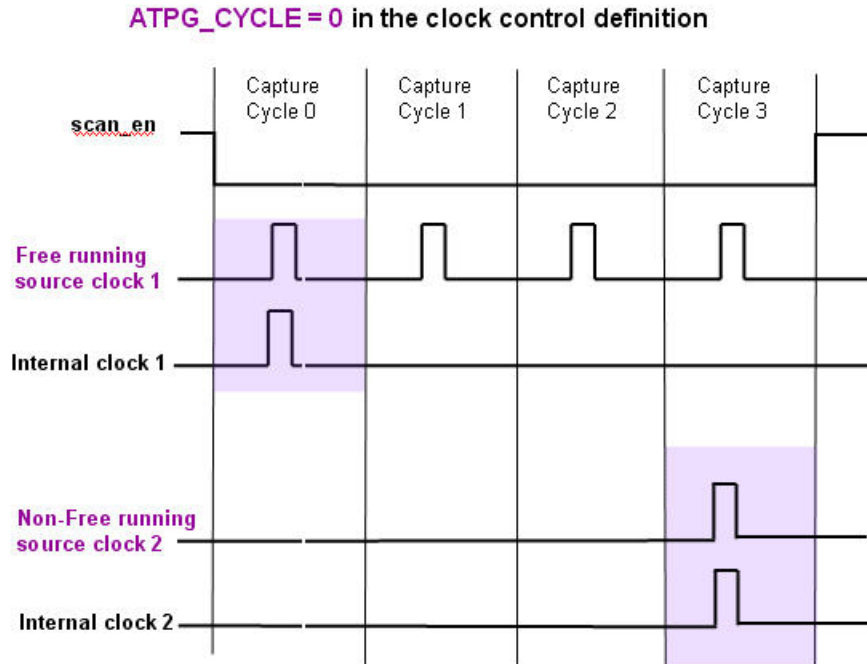 ATPG_CYCLE = 0 in the clock control definition
Capture
Cycle 0
Capture
Cycle 1
Capture
Cycle 2
Capture
Cycle 3
scan_en
Free running
source clock 1
Internal clock 1
Non-Free running
source clock 2
Internal clock 2